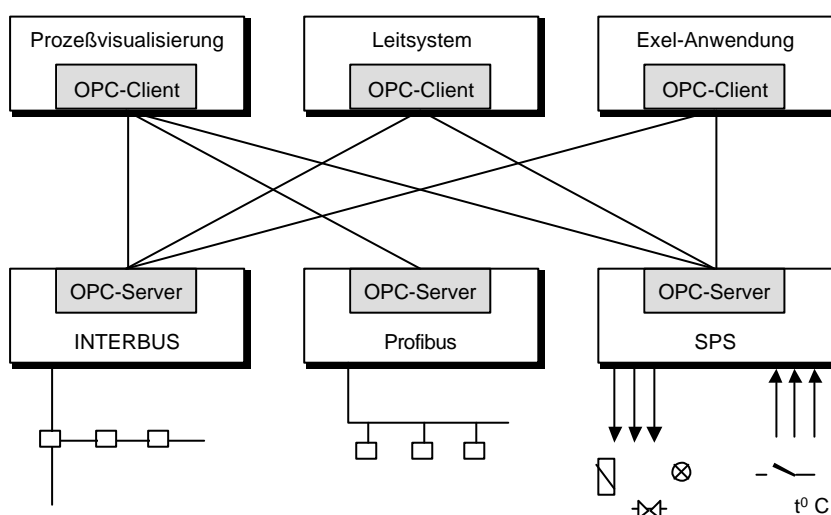 Prozeßvisualisierung
OPC-Client
Leitsystem
OPC-Client
Exel-Anwendung
OPC-Client
OPC-Server
INTERBUS
OPC-Server
Profibus
OPC-Server
SPS
t⁰ C